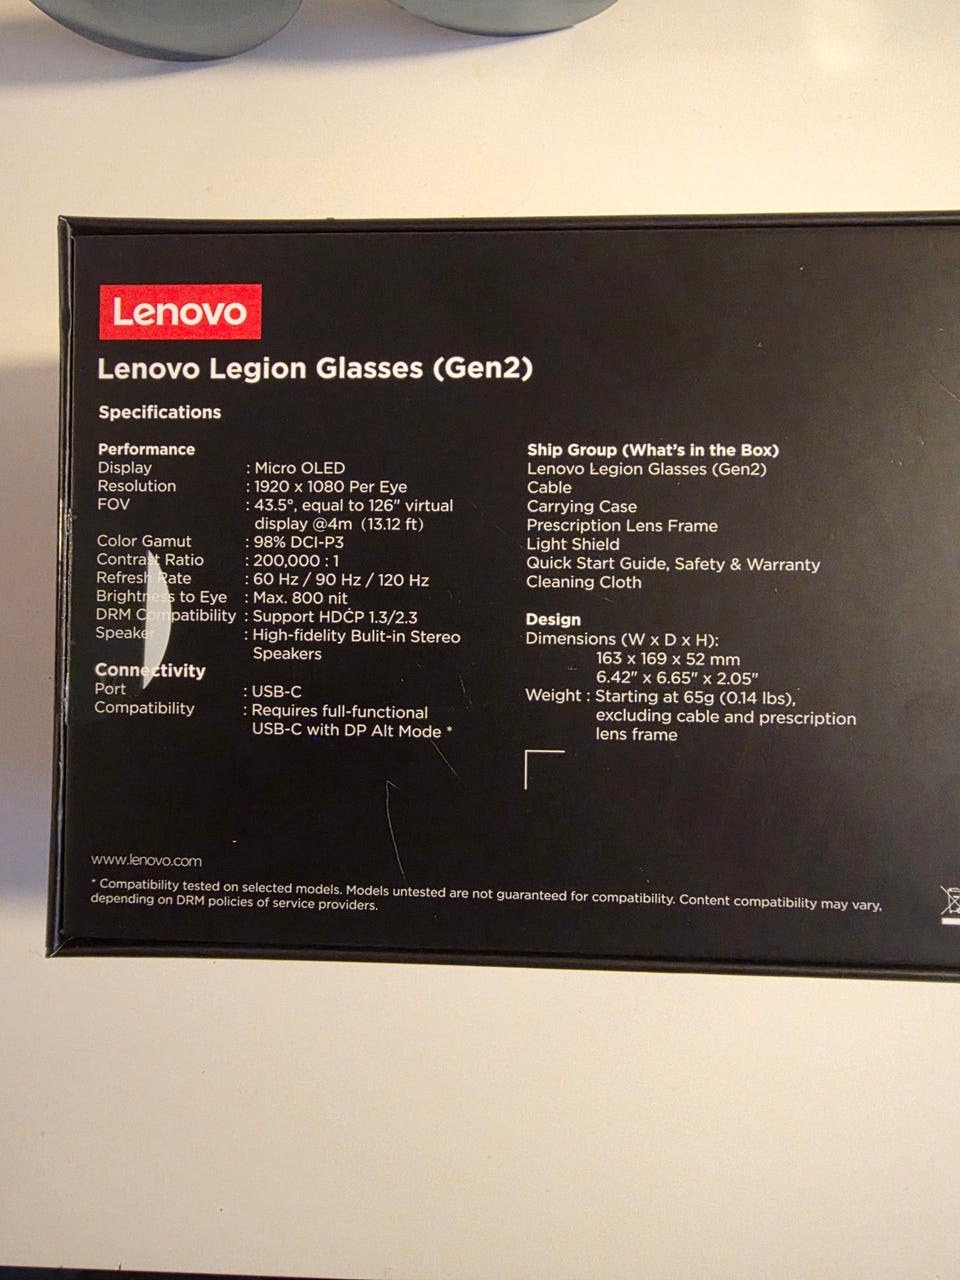 Lenovo
Lenovo Legion Glasses (Gen2)
Specifications
Performance
Display : Micro OLED
Resolution : 1920 x 1080 Per Eye
FOV : 43.5°, equal to 126" virtual
display @4m (13.12 ft)
Color Gamut : 98% DCI-P3
Contrast Ratio : 200,000 : 1
Refresh Rate : 60 Hz / 90 Hz / 120 Hz
Brightness to Eye : Max. 800 nit
DRM Compatibility : Support HDCP 1.3/2.3
Speaker : High-fidelity Bulit-in Stereo
Speakers
Connectivity
Port : USB-C
Compatibility : Requires full-functional
USB-C with DP Alt Mode *
Ship Group (What's in the Box)
Lenovo Legion Glasses (Gen2)
Cable
Carrying Case
Prescription Lens Frame
Light Shield
Quick Start Guide, Safety & Warranty
Cleaning Cloth
Design
Dimensions (W x D x H):
163 x 169 x 52 mm
6.42" x 6.65" x 2.05"
Weight : Starting at 65g (0.14 lbs),
excluding cable and prescription
lens frame
www.lenovo.com
* Compatibility tested on selected models. Models untested are not guaranteed for compatibility. Content compatibility may vary,
depending on DRM policies of service providers.